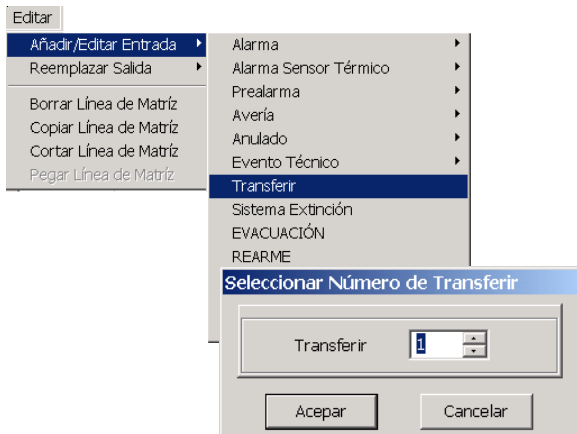 Editar
Añadir/Editar Entrada
Reemplazar Salida
Borrar Línea de Matríz
Copiar Línea de Matríz
Cortar Línea de Matríz
Pegar Línea de Matríz
Alarma
Alarma Sensor Térmico
Prealarma
Avería
Anulado
Evento Técnico
Transferir
Sistema Extinción
EVACUACIÓN
REARME
Seleccionar Número de Transferir
Transferir 1
Acepar Cancelar